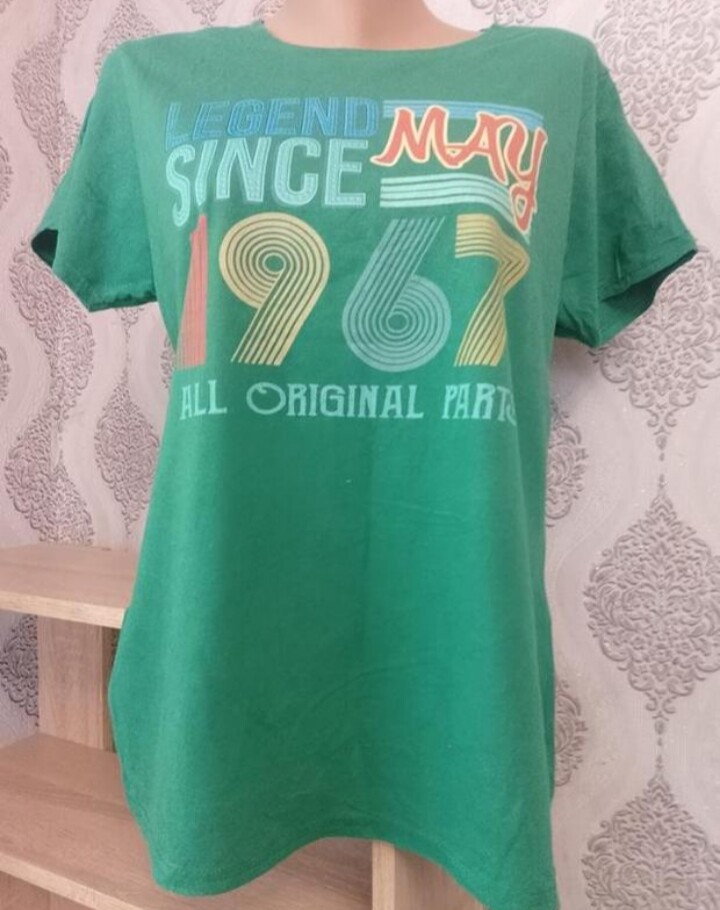 LEGEND MAY
SINCE
1967
ALL ORIGINAL PARTS